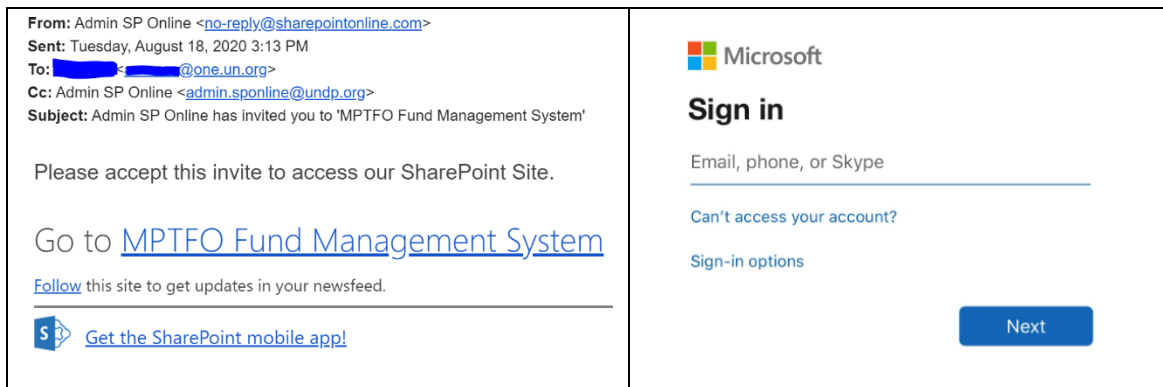 From: Admin SP Online <no-reply@sharepointonline.com>
Sent: Tuesday, August 18, 2020 3:13 PM
To: < @one.un.org>
Cc: Admin SP Online <admin.sponline@undp.org>
Subject: Admin SP Online has invited you to 'MPTFO Fund Management System'
Please accept this invite to access our SharePoint Site.
Go to MPTFO Fund Management System
Follow this site to get updates in your newsfeed.
S
Get the SharePoint mobile app!
Microsoft
Sign in
Email, phone, or Skype
Can't access your account?
Sign-in options
Next